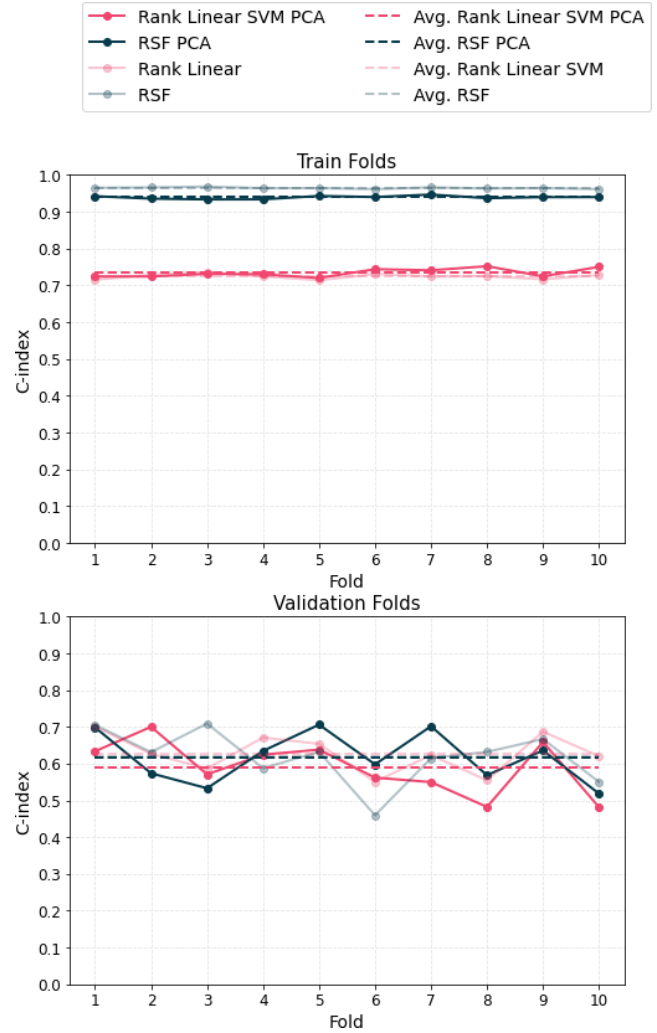 Rank Linear SVM PCA
RSF PCA
Rank Linear
RSF
Avg. Rank Linear SVM PCA
Avg. RSF PCA
Avg. Rank Linear SVM
Avg. RSF
Train Folds
1.0
0.9
0.8
0.7
0.6
0.5
0.4
0.3
0.2
0.1
0.0
C-index
1 2 3 4 5 6 7 8 9 10
Fold
Validation Folds
1.0
0.9
0.8
0.7
0.6
0.5
0.4
0.3
0.2
0.1
0.0
C-index
1 2 3 4 5 6 7 8 9 10
Fold